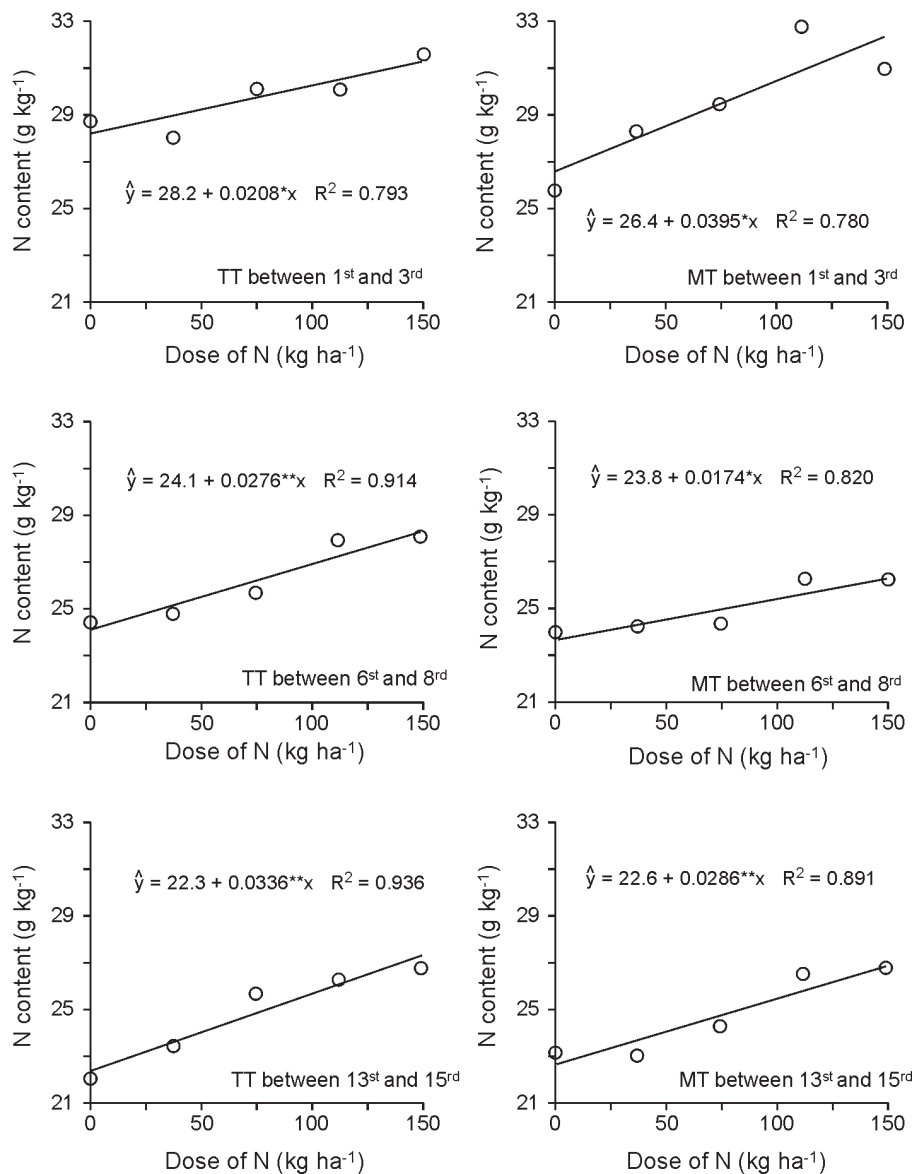 33
29
25
21
N content (g kg⁻¹)
ŷ = 28.2 + 0.0208*x R² = 0.793
TT between 1ˢᵗ and 3ʳᵈ
0 50 100 150
Dose of N (kg ha⁻¹)
33
29
25
21
N content (g kg⁻¹)
ŷ = 26.4 + 0.0395*x R² = 0.780
MT between 1ˢᵗ and 3ʳᵈ
0 50 100 150
Dose of N (kg ha⁻¹)
33
29
25
21
N content (g kg⁻¹)
ŷ = 24.1 + 0.0276**x R² = 0.914
TT between 6ˢᵗ and 8ʳᵈ
0 50 100 150
Dose of N (kg ha⁻¹)
33
29
25
21
N content (g kg⁻¹)
ŷ = 23.8 + 0.0174*x R² = 0.820
MT between 6ˢᵗ and 8ʳᵈ
0 50 100 150
Dose of N (kg ha⁻¹)
33
29
25
21
N content (g kg⁻¹)
ŷ = 22.3 + 0.0336**x R² = 0.936
TT between 13ˢᵗ and 15ʳᵈ
0 50 100 150
Dose of N (kg ha⁻¹)
33
29
25
21
N content (g kg⁻¹)
ŷ = 22.6 + 0.0286**x R² = 0.891
MT between 13ˢᵗ and 15ʳᵈ
0 50 100 150
Dose of N (kg ha⁻¹)